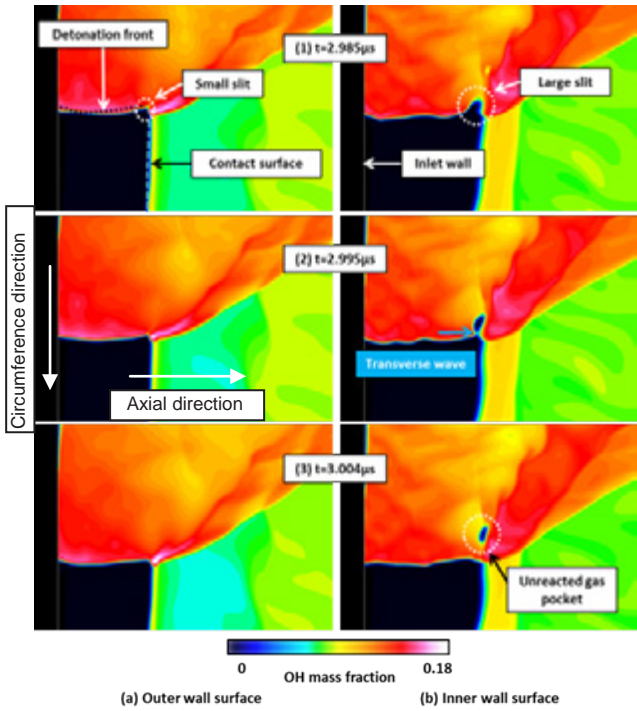 Detonation front
(1) t=2.985µs
Small slit
Large slit
Contact surface
Inlet wall
Circumference direction
(2) t=2.995µs
Transverse wave
Axial direction
(3) t=3.004µs
Unreacted gas
pocket
0
0.18
OH mass fraction
(a) Outer wall surface
(b) Inner wall surface